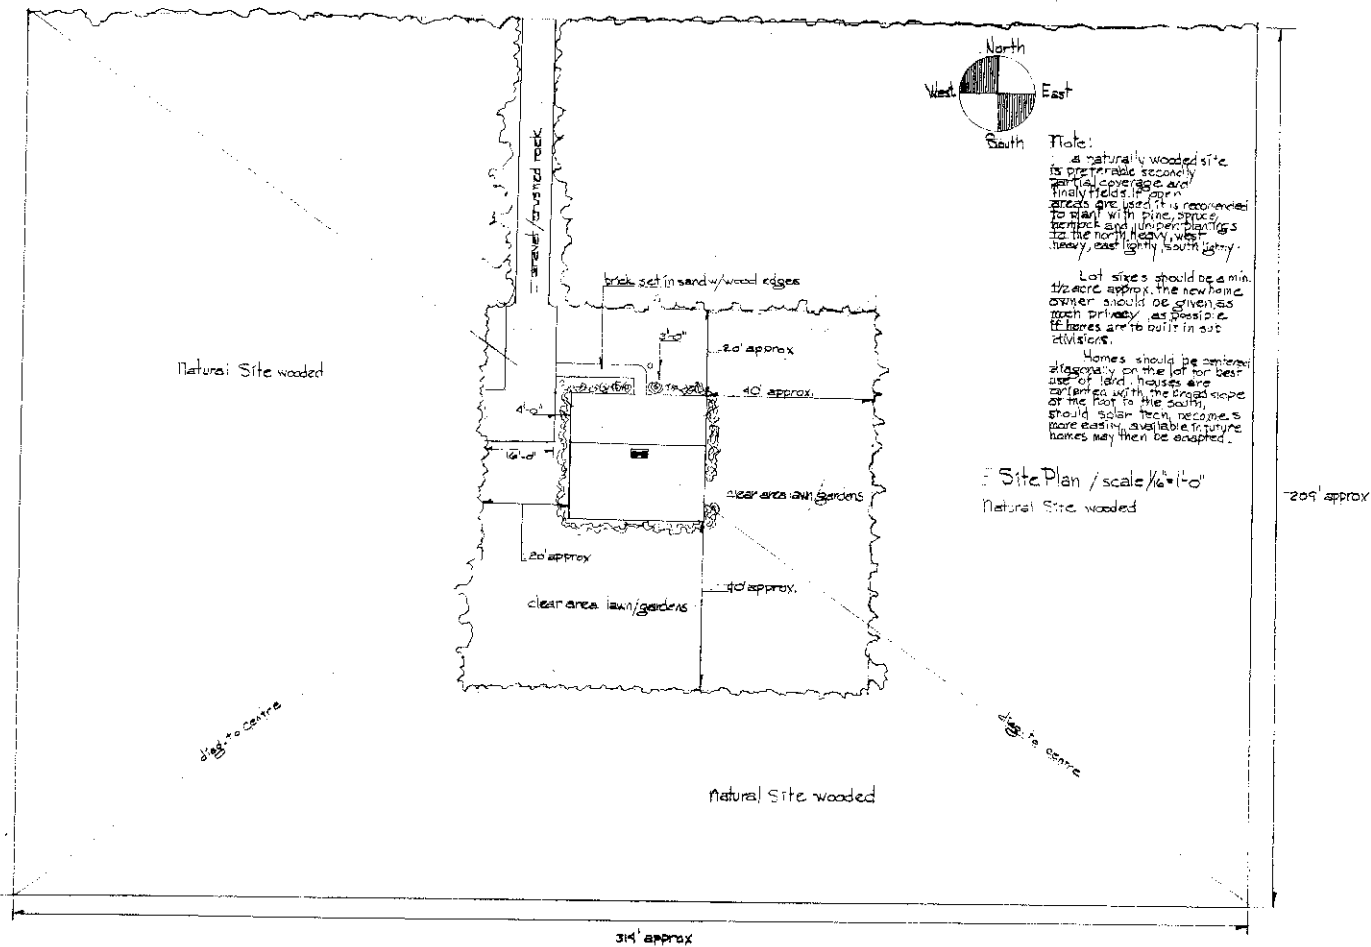 North
West
East
South
gravel/crushed rock
Note:
a naturally wooded site
is preferable secondly
partial coverage and
finaly fields. if open
areas are used it is recomended
to plant with pine, spruce,
hemlock and juniper. plantings
to the north heavy, west
heavy, east lightly, south lightly.
Lot sizes should be a min.
1/2 acre approx. the new home
owner should be given as
much privacy as possible
if homes are to built in sub
divisions.
Homes should be centered
diagonally on the lot for best
use of land. houses are
oriented with the broad slope
of the roof to the south,
should solar tech. becomes
more easily available in future
homes may then be adapted.
brick set in sand w/wood edges
3'-0"
20' approx
40' approx.
Natural Site wooded
4'-0"
16'-0"
clear area lawn/gardens
Site Plan / scale 1/16"=1'-0"
Natural Site wooded
209' approx
20' approx
40' approx.
clear area lawn/gardens
diag. to centre
diag. to centre
Natural Site wooded
314' approx